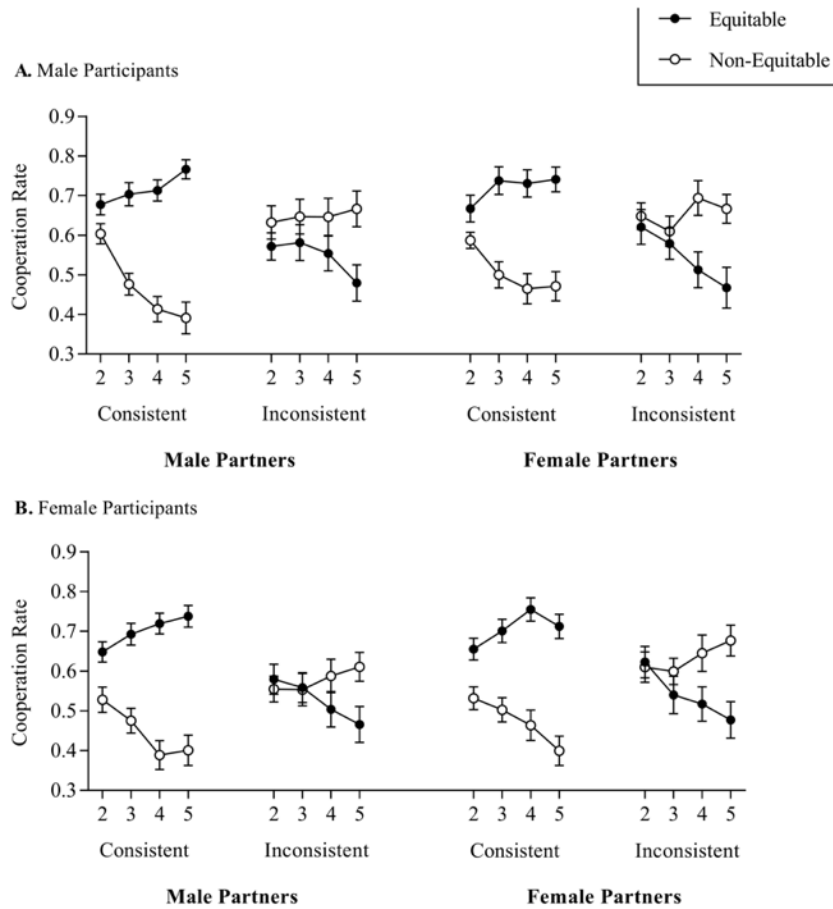 Equitable
Non-Equitable
A. Male Participants
Cooperation Rate
0.9
0.8
0.7
0.6
0.5
0.4
0.3
2 3 4 5 2 3 4 5 2 3 4 5 2 3 4 5
Consistent Inconsistent Consistent Inconsistent
Male Partners Female Partners
B. Female Participants
Cooperation Rate
0.9
0.8
0.7
0.6
0.5
0.4
0.3
2 3 4 5 2 3 4 5 2 3 4 5 2 3 4 5
Consistent Inconsistent Consistent Inconsistent
Male Partners Female Partners